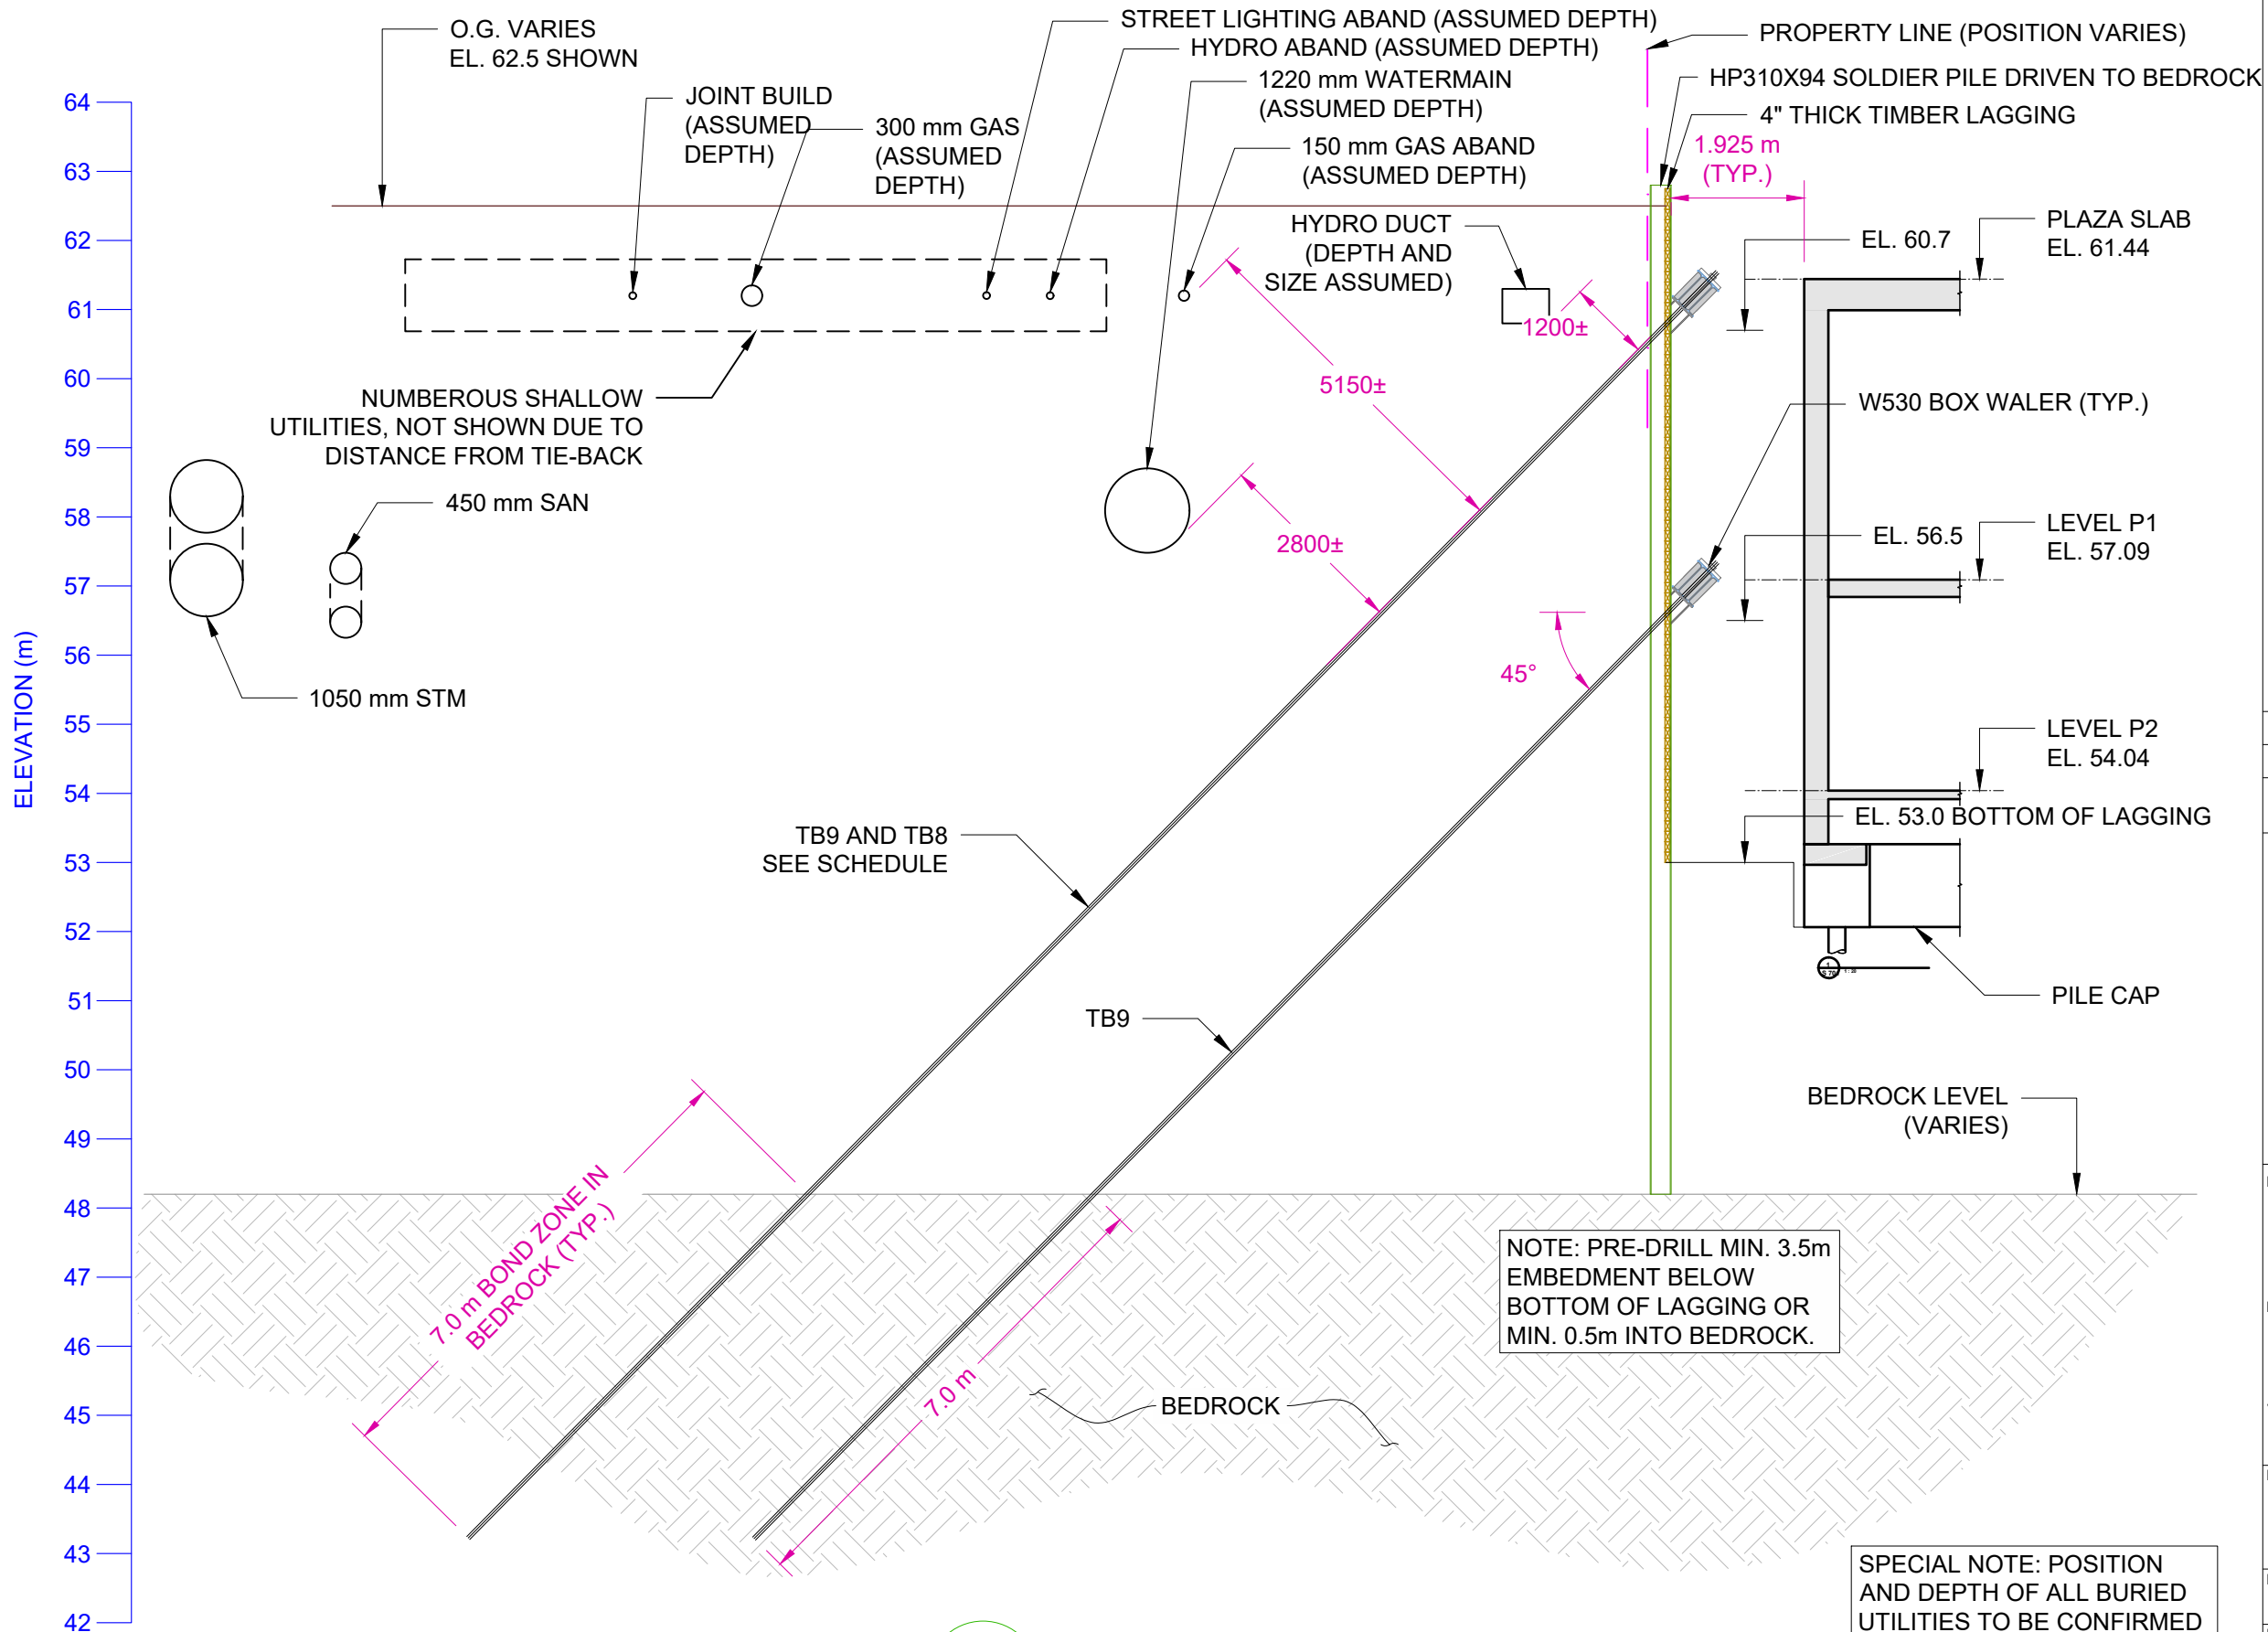 O.G. VARIES
EL. 62.5 SHOWN
STREET LIGHTING ABAND (ASSUMED DEPTH)
HYDRO ABAND (ASSUMED DEPTH)
1220 mm WATERMAIN
(ASSUMED DEPTH)
PROPERTY LINE (POSITION VARIES)
HP310X94 SOLDIER PILE DRIVEN TO BEDROCK
4" THICK TIMBER LAGGING
JOINT BUILD
(ASSUMED
DEPTH)
300 mm GAS
(ASSUMED
DEPTH)
150 mm GAS ABAND
(ASSUMED DEPTH)
1.925 m
(TYP.)
HYDRO DUCT
(DEPTH AND
SIZE ASSUMED)
EL. 60.7
PLAZA SLAB
EL. 61.44
1200±
5150±
NUMBEROUS SHALLOW
UTILITIES, NOT SHOWN DUE TO
DISTANCE FROM TIE-BACK
W530 BOX WALER (TYP.)
450 mm SAN
2800±
EL. 56.5
LEVEL P1
EL. 57.09
45°
1050 mm STM
LEVEL P2
EL. 54.04
EL. 53.0 BOTTOM OF LAGGING
TB9 AND TB8
SEE SCHEDULE
PILE CAP
TB9
BEDROCK LEVEL
(VARIES)
7.0 m BOND ZONE IN
BEDROCK (TYP.)
7.0 m
NOTE: PRE-DRILL MIN. 3.5m
EMBEDMENT BELOW
BOTTOM OF LAGGING OR
MIN. 0.5m INTO BEDROCK.
BEDROCK
SPECIAL NOTE: POSITION
AND DEPTH OF ALL BURIED
UTILITIES TO BE CONFIRMED
ELEVATION (m)
64
63
62
61
60
59
58
57
56
55
54
53
52
51
50
49
48
47
46
45
44
43
42